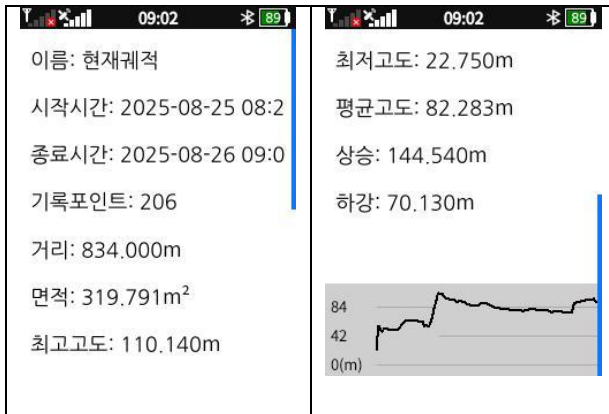 09:02
89
이름: 현재궤적
시작시간: 2025-08-25 08:2
종료시간: 2025-08-26 09:0
기록포인트: 206
거리: 834.000m
면적: 319.791m²
최고고도: 110.140m
09:02
89
최저고도: 22.750m
평균고도: 82.283m
상승: 144.540m
하강: 70.130m
84
42
0(m)